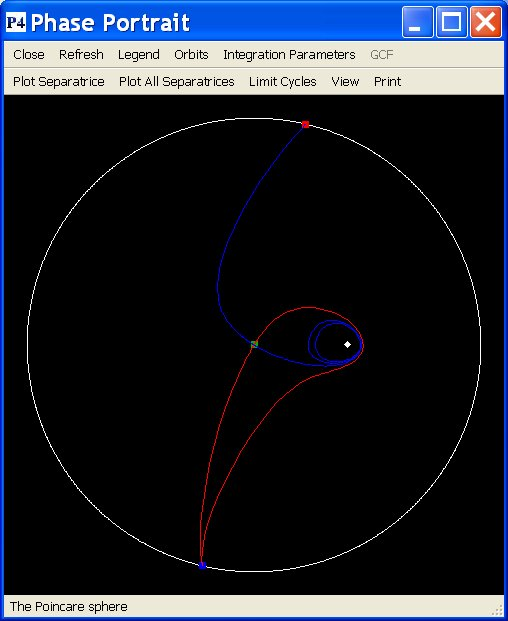 P4 Phase Portrait
Close Refresh Legend Orbits Integration Parameters GCF
Plot Separatrice Plot All Separatrices Limit Cycles View Print
The Poincare sphere